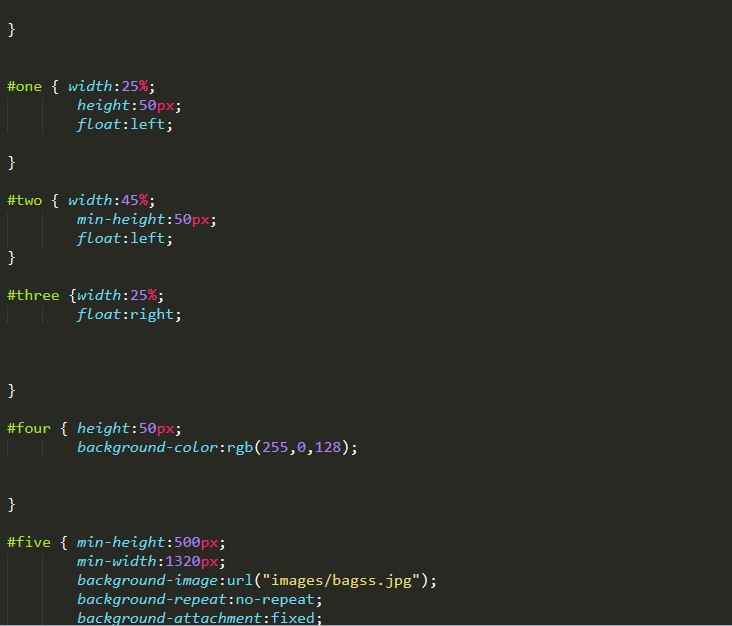 }
#one { width:25%;
height:50px;
float:left;
}
#two { width:45%;
min-height:50px;
float:left;
}
#three {width:25%;
float:right;
}
#four { height:50px;
background-color:rgb(255,0,128);
}
#five { min-height:500px;
min-width:1320px;
background-image:url("images/bagss.jpg");
background-repeat:no-repeat;
background-attachment:fixed;